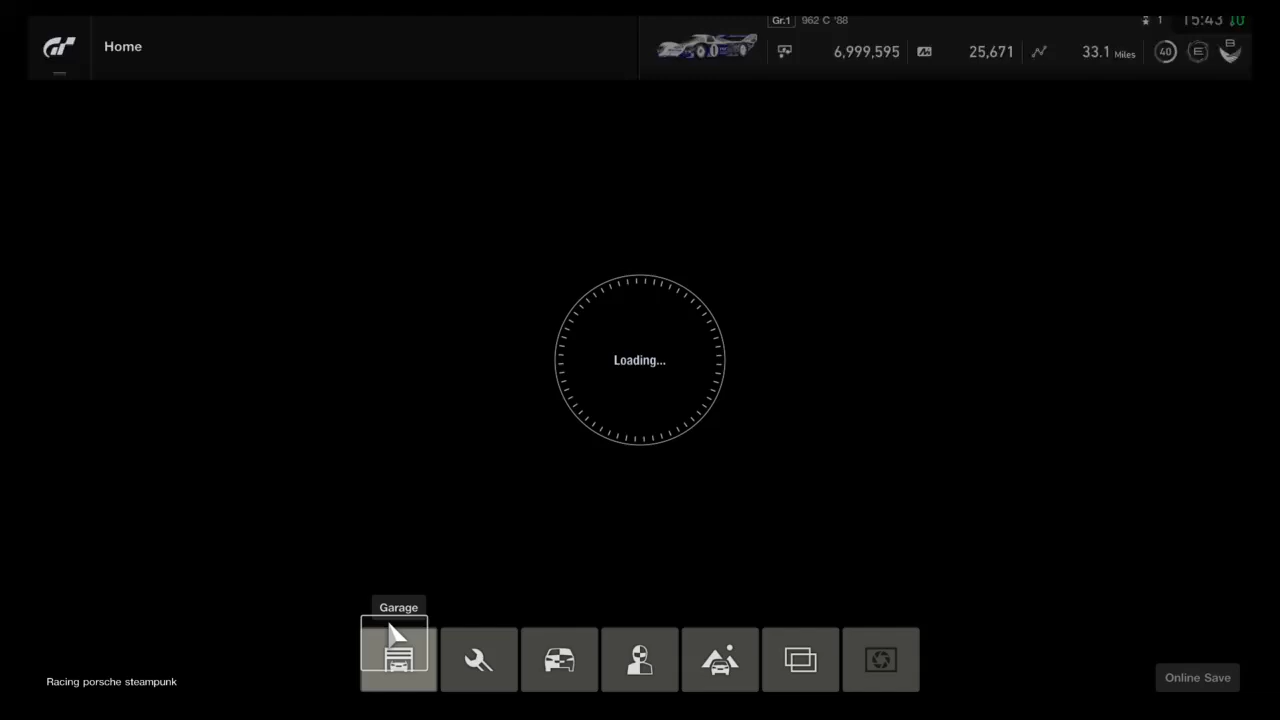 Gr.1 962 C '88
1 15:43
Home
6,999,595 25,671 33.1 Miles 40 E B
Loading...
Garage
Racing porsche steampunk
Online Save